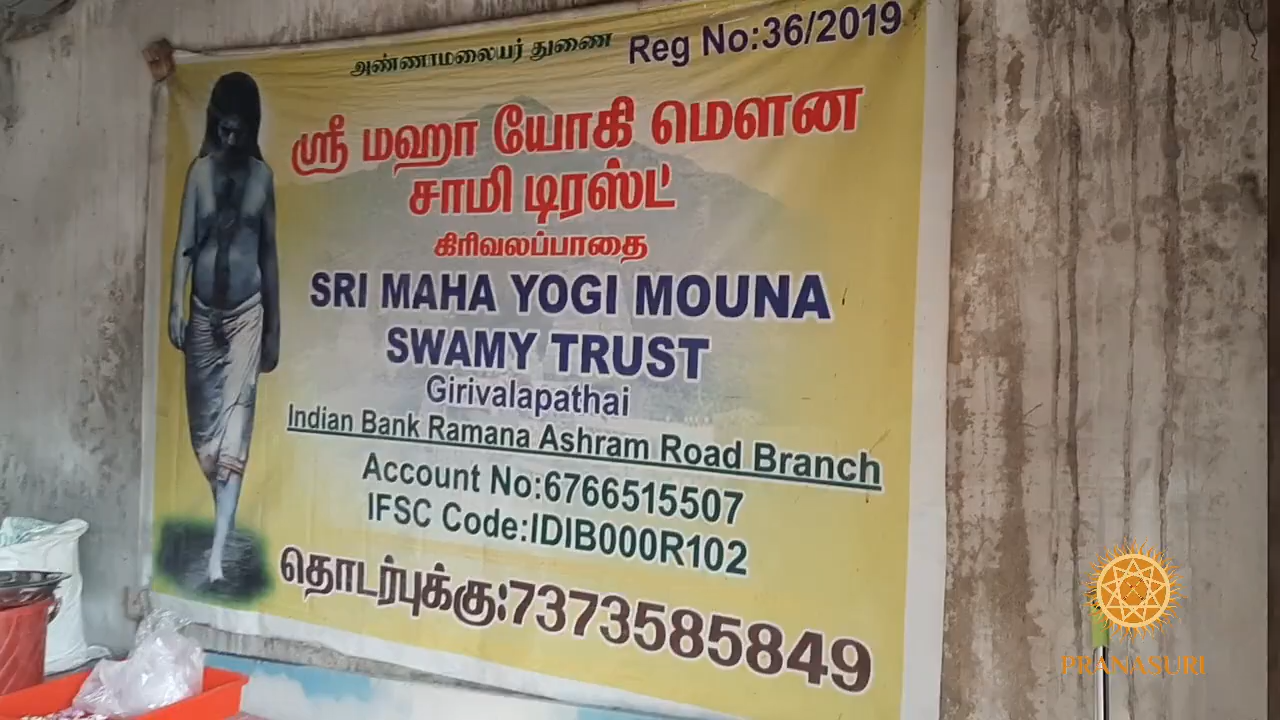 அண்ணாமலையர் துணை
Reg No:36/2019
ஸ்ரீ மஹா யோகி மௌன
சாமி டிரஸ்ட்
கிரிவலப்பாதை
SRI MAHA YOGI MOUNA
SWAMY TRUST
Girivalapathai
Indian Bank Ramana Ashram Road Branch
Account No:6766515507
IFSC Code:IDIB000R102
தொடர்புக்கு:7373585849
PRANASURI